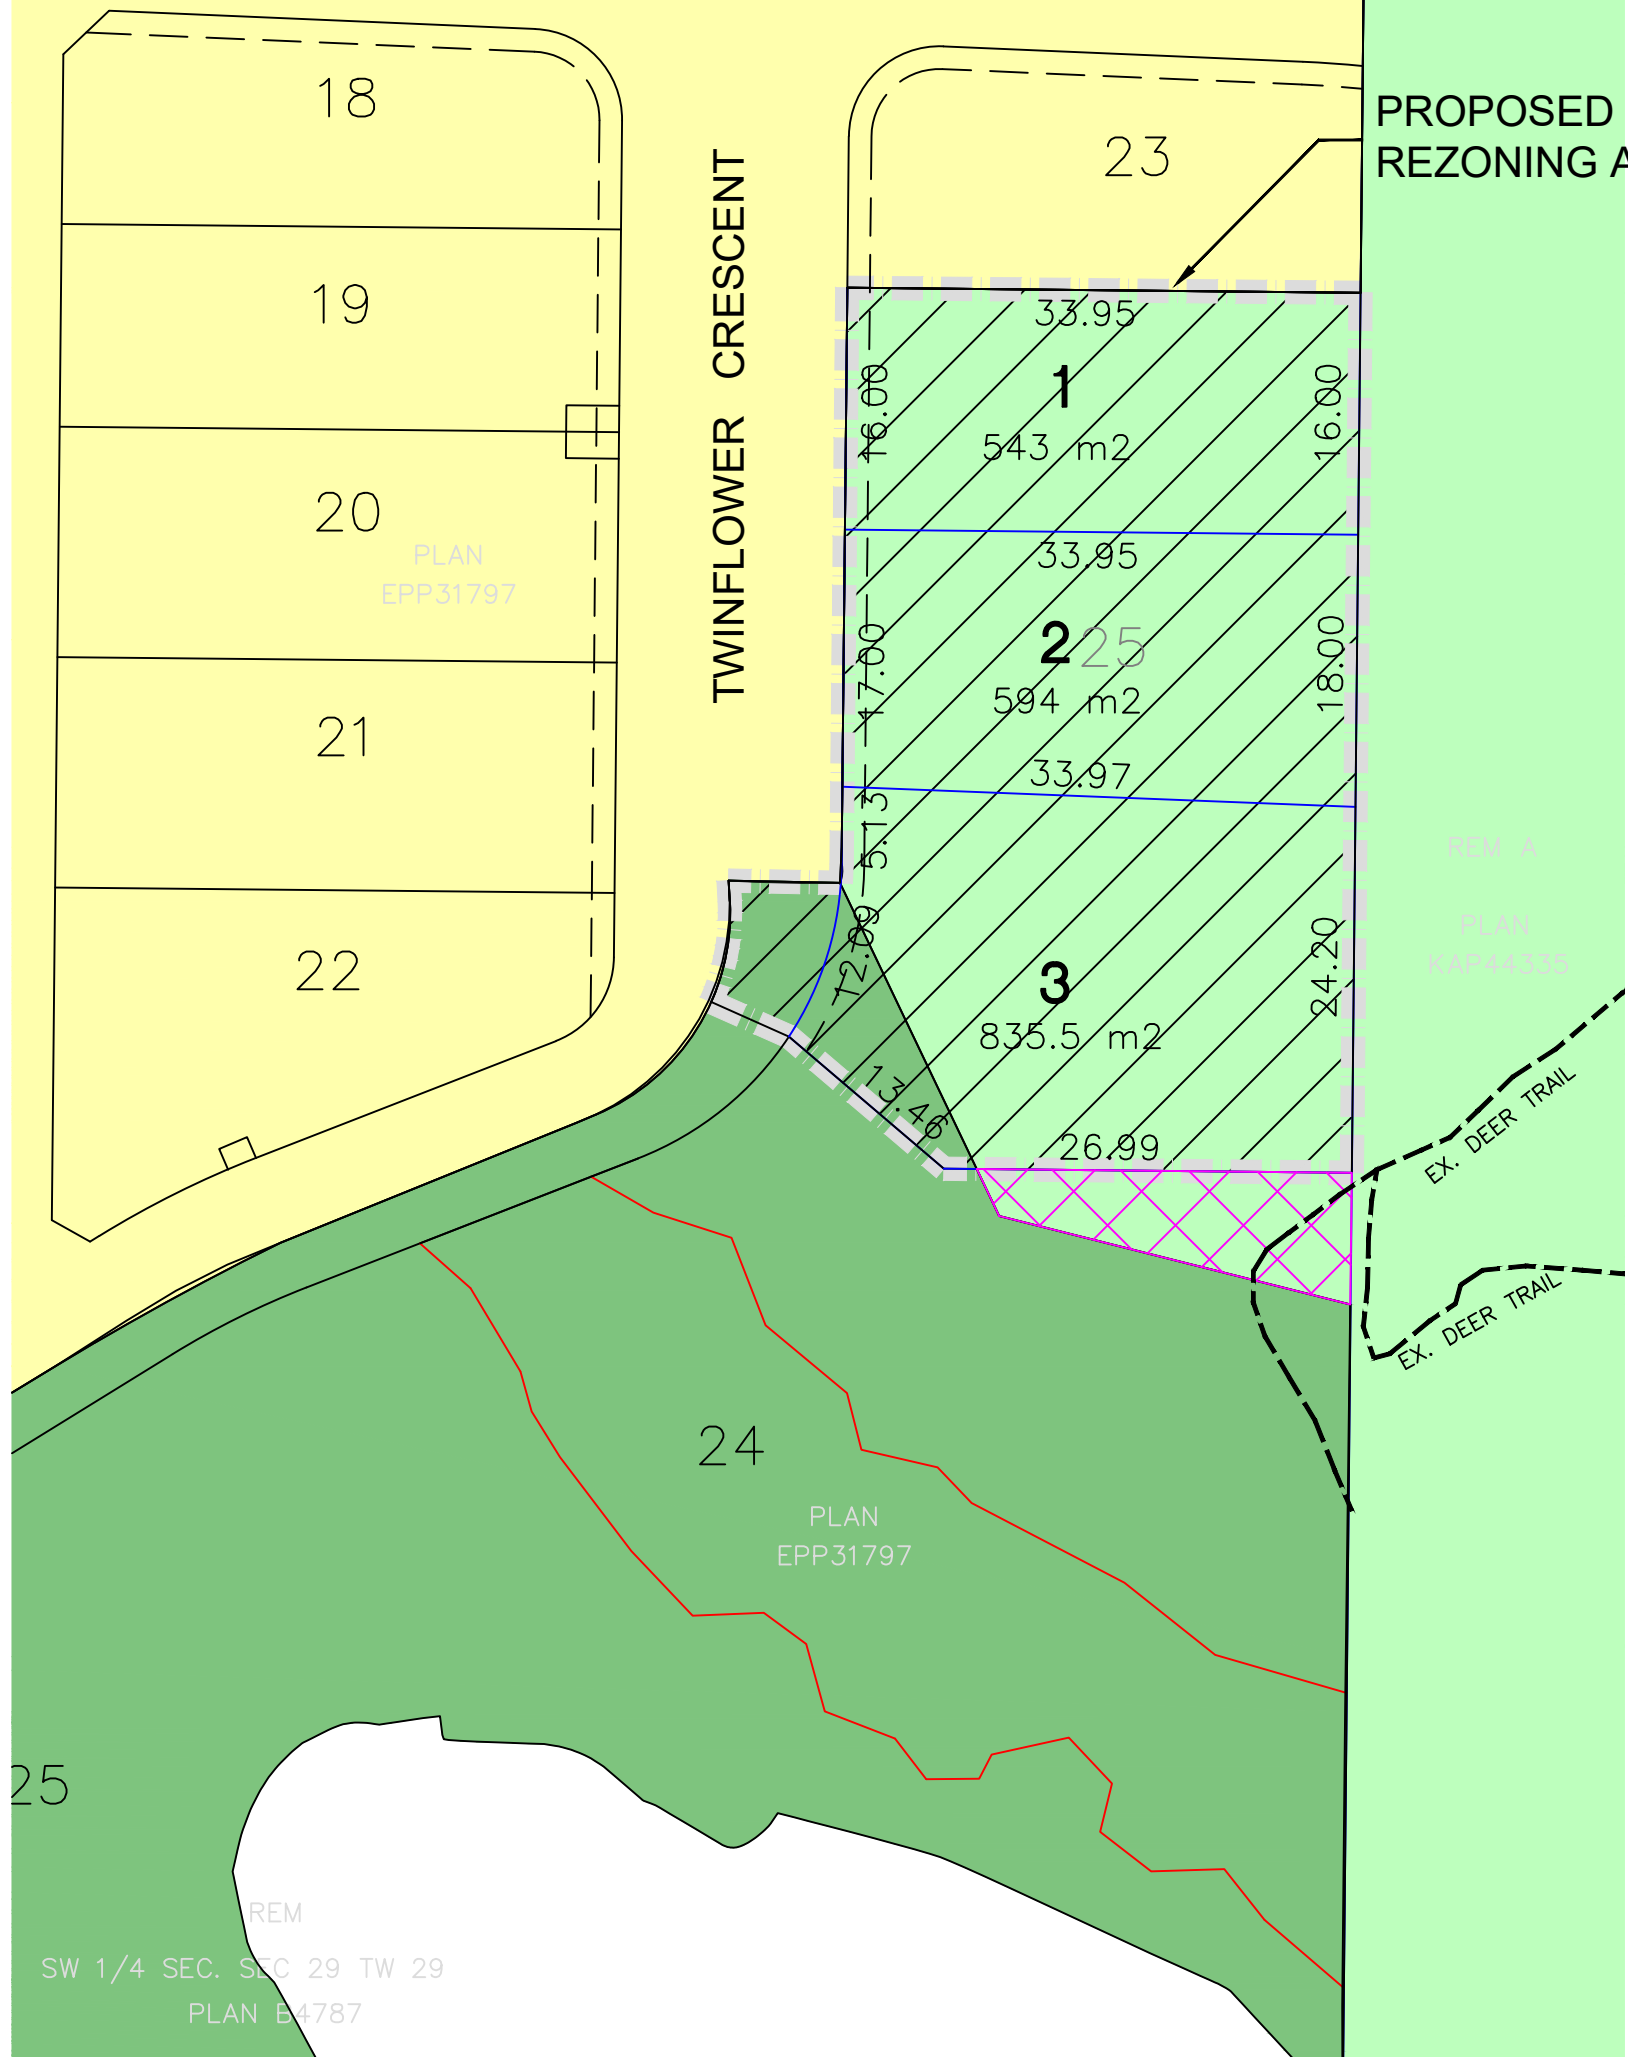 18
23
PROPOSED
REZONING A
19
TWINFLOWER CRESCENT
33.95
16.00
1
16.00
543 m2
20
PLAN
EPP31797
33.95
17.00
2
25
18.00
594 m2
21
33.97
5.13
REM A
PLAN
KAP44335
22
12.09
3
24.20
835.5 m2
13.46
26.99
EX. DEER TRAIL
EX. DEER TRAIL
24
PLAN
EPP31797
25
REM
SW 1/4 SEC. SEC 29 TW 29
PLAN B4787